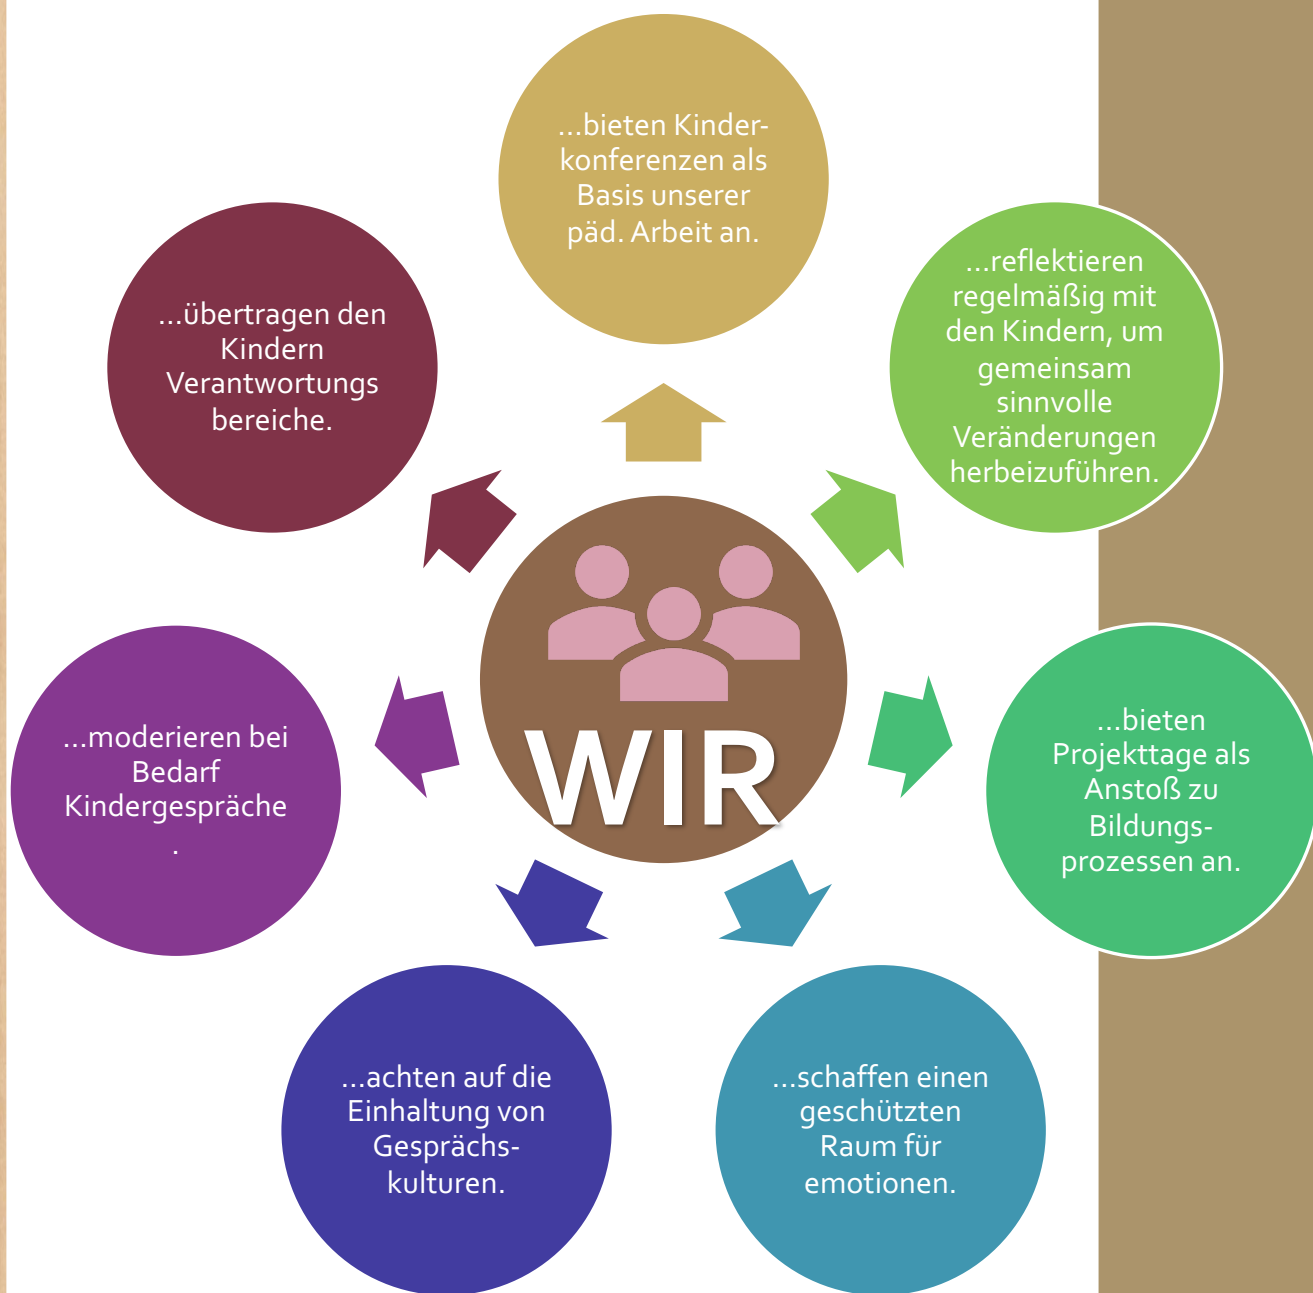 ...bieten Kinder-
konferenzen als
Basis unserer
päd. Arbeit an.
...reflektieren
regelmäßig mit
den Kindern, um
gemeinsam
sinnvolle
Veränderungen
herbeizuführen.
...bieten
Projekttage als
Anstoß zu
Bildungs-
prozessen an.
...schaffen einen
geschützten
Raum für
emotionen.
...achten auf die
Einhaltung von
Gesprächs-
kulturen.
...moderieren bei
Bedarf
Kindergespräche
.
...übertragen den
Kindern
Verantwortungs
bereiche.
WIR